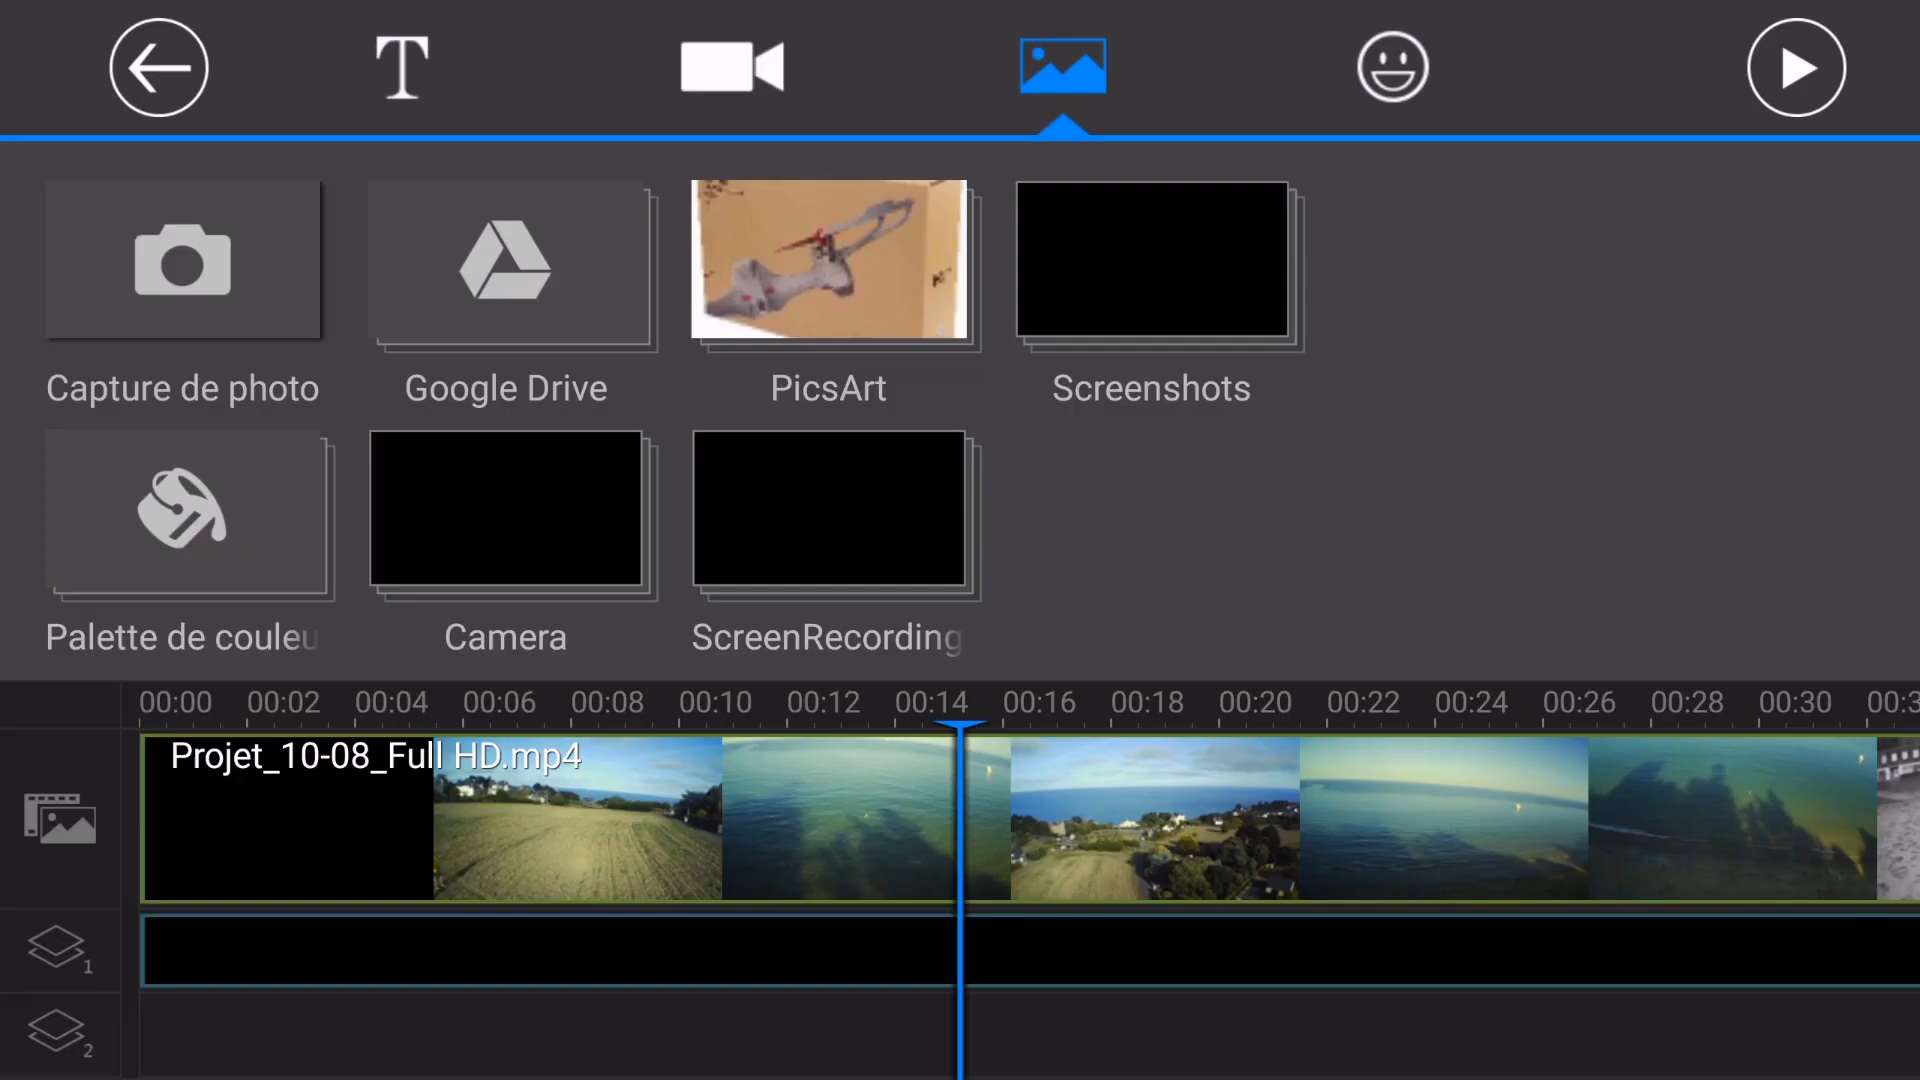 T
Capture de photo
Google Drive
PicsArt
Screenshots
Palette de couleu
Camera
ScreenRecording
00:00 00:02 00:04 00:06 00:08 00:10 00:12 00:14 00:16 00:18 00:20 00:22 00:24 00:26 00:28 00:30 00:3
Projet_10-08_Full HD.mp4
1
2